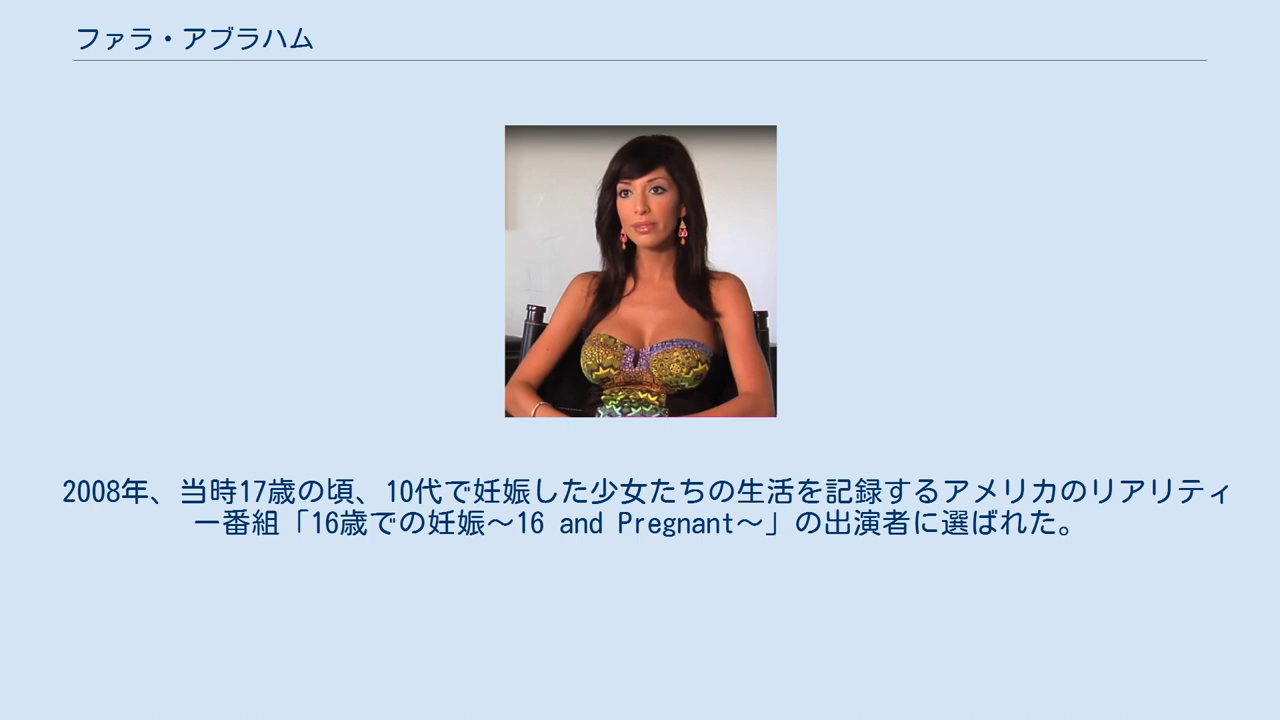 ファラ・アブラハム
2008年、当時17歳の頃、10代で妊娠した少女たちの生活を記録するアメリカのリアリティ
ー番組「16歳での妊娠～16 and Pregnant～」の出演者に選ばれた。